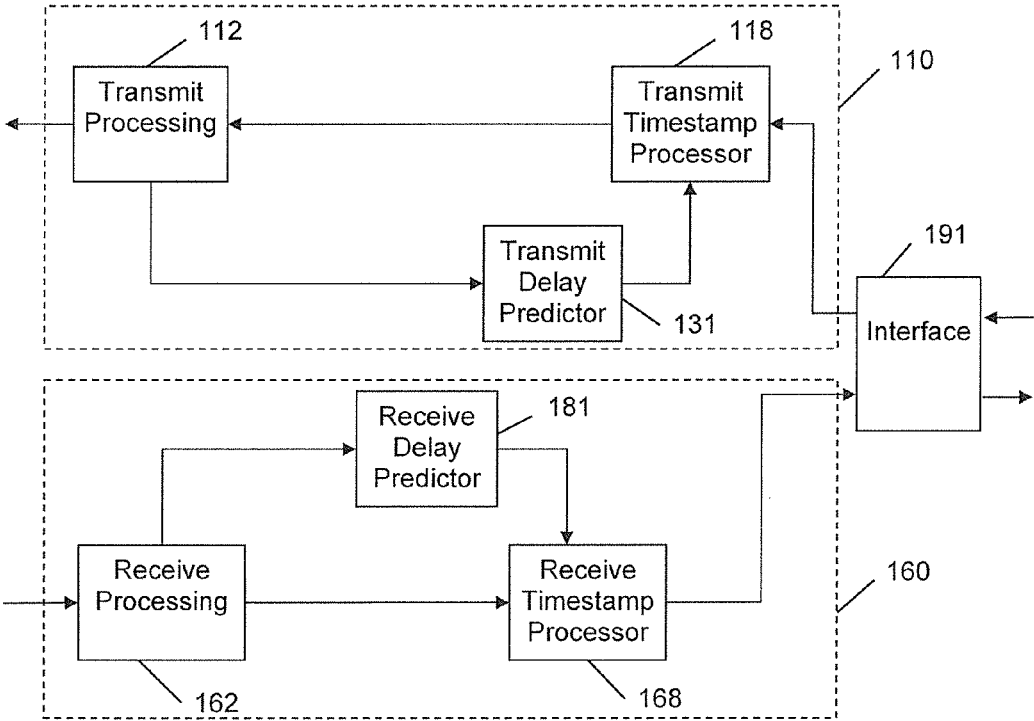 112
118
110
Transmit
Processing
Transmit
Timestamp
Processor
Transmit
Delay
Predictor
131
191
Interface
Receive
Delay
Predictor
181
Receive
Processing
Receive
Timestamp
Processor
160
162
168